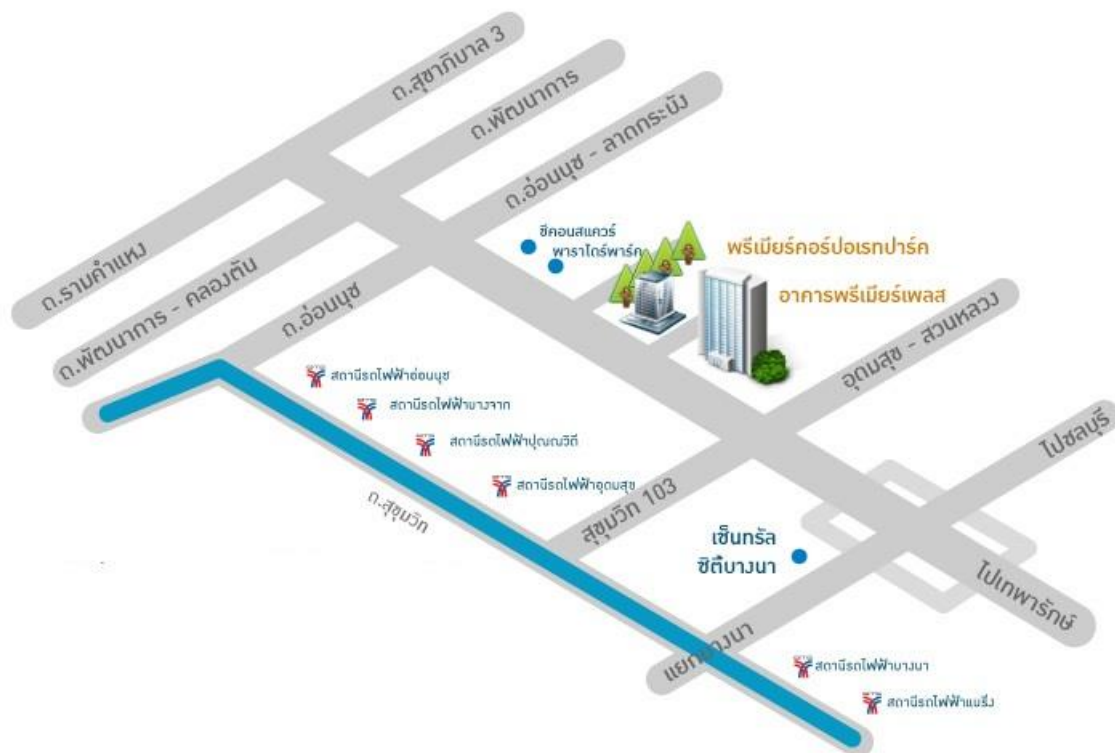 ถ.สุขาภิบาล 3
ถ.พัฒนาการ
ถ.อ่อนนุช - ลาดกระบัง
ซีคอนสแควร์
พาราไดร์พาร์ค
พรีเมียร์คอร์ปอเรทปาร์ค
อาคารพรีเมียร์เพลส
ถ.รามคำแหง
ถ.พัฒนาการ - คลองตัน
ถ.อ่อนนุช
อุดมสุข - สวนหลวง
สถานีรถไฟฟ้าอ่อนนุช
สถานีรถไฟฟ้าบางจาก
สถานีรถไฟฟ้าปุณณวิถี
สถานีรถไฟฟ้าอุดมสุข
ไปชลบุรี
ถ.สุขุมวิท
สุขุมวิท 103
เซ็นทรัล
ซิตี้บางนา
ไปเทพารักษ์
แยกบางนา
สถานีรถไฟฟ้าบางนา
สถานีรถไฟฟ้าแบริ่ง